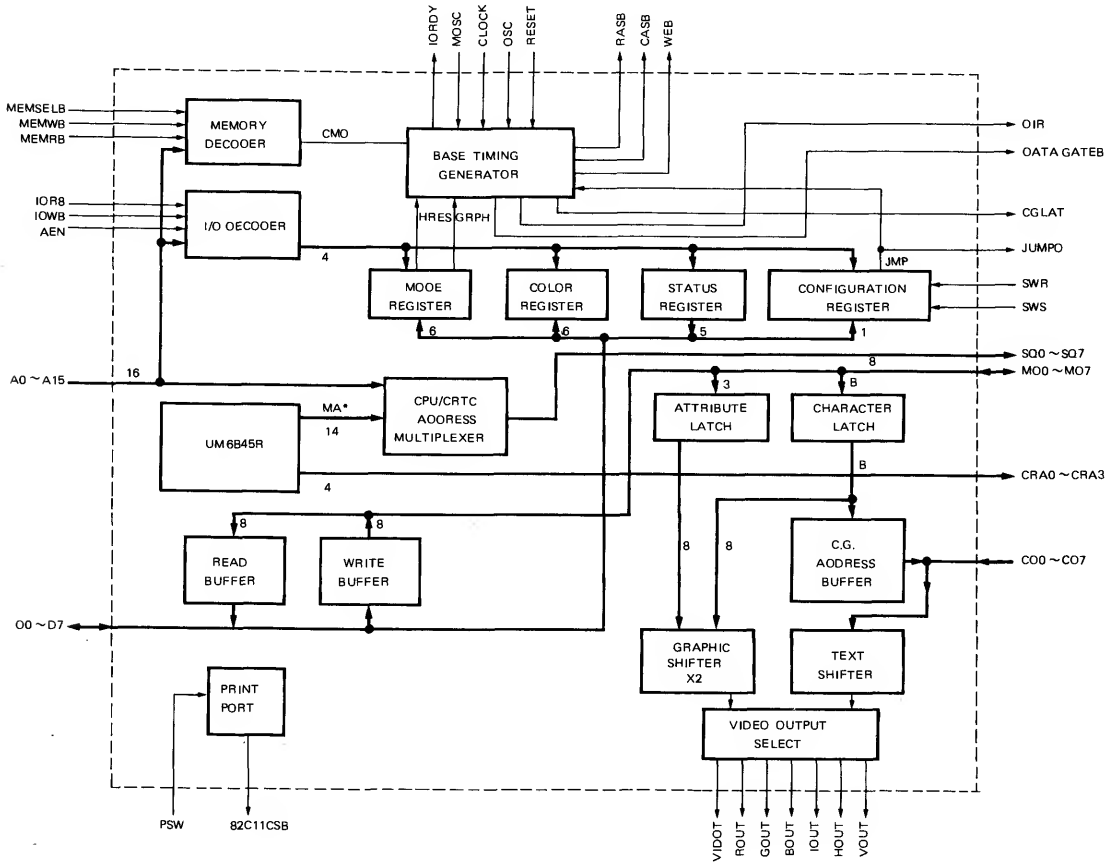 IORDY
MOSC
CLOCK
OSC
RESET
RASB
CASB
WEB
MEMSELB
MEMWB
MEMRB
MEMORY
DECOOER
CMO
BASE TIMING
GENERATOR
OIR
OATA GATEB
IOR8
IOWB
AEN
I/O OECOOER
HRES
GRPH
CGLAT
4
JUMPO
JMP
MOOE
REGISTER
COLOR
REGISTER
STATUS
REGISTER
CONFIGURATION
REGISTER
SWR
SWS
6
6
5
1
A0~A15
16
8
SQ0~SQ7
MO0~MO7
CPU/CRTC
AOORESS
MULTIPLEXER
MA*
14
3
B
ATTRIBUTE
LATCH
CHARACTER
LATCH
UM6B45R
4
B
CRA0~CRA3
8
8
READ
BUFFER
WRITE
BUFFER
8
8
C.G.
AODRESS
BUFFER
CO0~CO7
O0~D7
GRAPHIC
SHIFTER
X2
TEXT
SHIFTER
PRINT
PORT
VIDEO OUTPUT
SELECT
PSW
82C11CSB
VIDOT
ROUT
GOUT
BOUT
IOUT
HOUT
VOUT